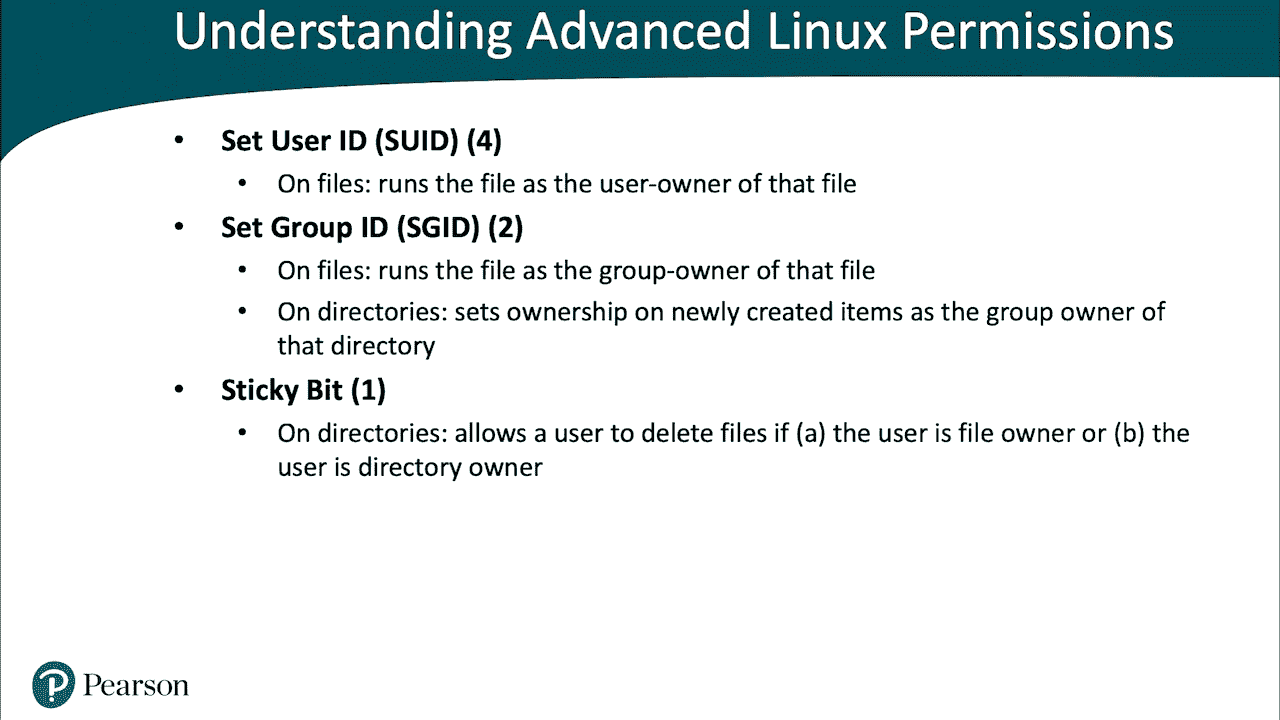 Understanding Advanced Linux Permissions
• Set User ID (SUID) (4)
• On files: runs the file as the user-owner of that file
• Set Group ID (SGID) (2)
• On files: runs the file as the group-owner of that file
• On directories: sets ownership on newly created items as the group owner of
that directory
• Sticky Bit (1)
• On directories: allows a user to delete files if (a) the user is file owner or (b) the
user is directory owner
Pearson